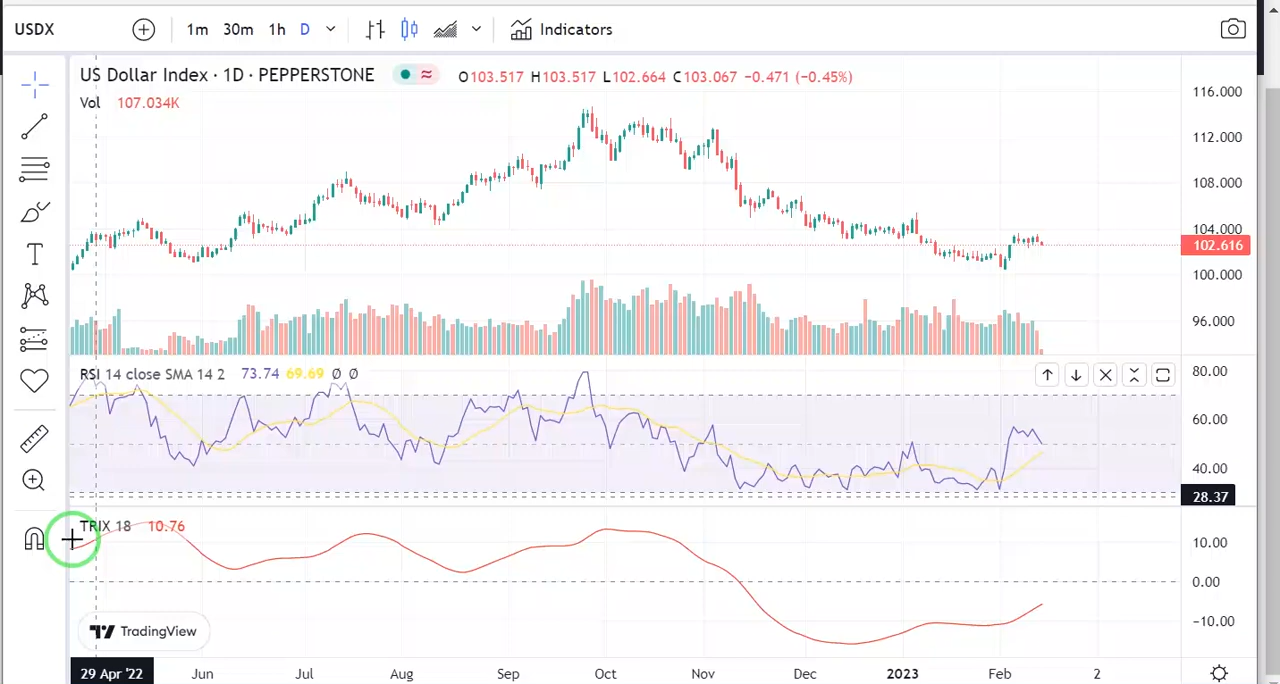 USDX
1m 30m 1h D
Indicators
US Dollar Index · 1D · PEPPERSTONE
≈
O103.517 H103.517 L102.664 C103.067 −0.471 (−0.45%)
Vol 107.034K
116.000
112.000
108.000
104.000
102.616
100.000
96.000
RSI 14 close SMA 14 2 73.74 69.69 Ø Ø
80.00
60.00
40.00
28.37
TRIX 18 10.76
10.00
0.00
−10.00
TradingView
29 Apr '22 Jun Jul Aug Sep Oct Nov Dec 2023 Feb 2